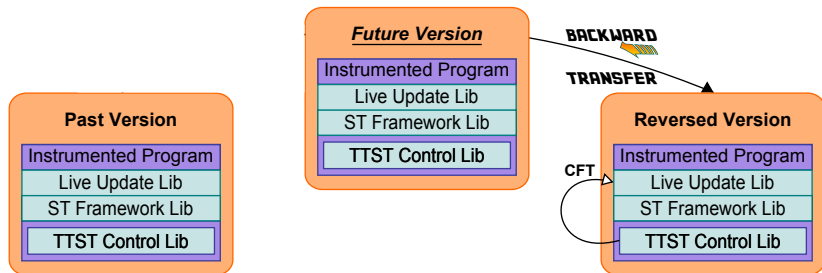 Past Version
Instrumented Program
Live Update Lib
ST Framework Lib
TTST Control Lib
Future Version
Instrumented Program
Live Update Lib
ST Framework Lib
TTST Control Lib
BACKWARD
TRANSFER
Reversed Version
Instrumented Program
CFT
Live Update Lib
ST Framework Lib
TTST Control Lib